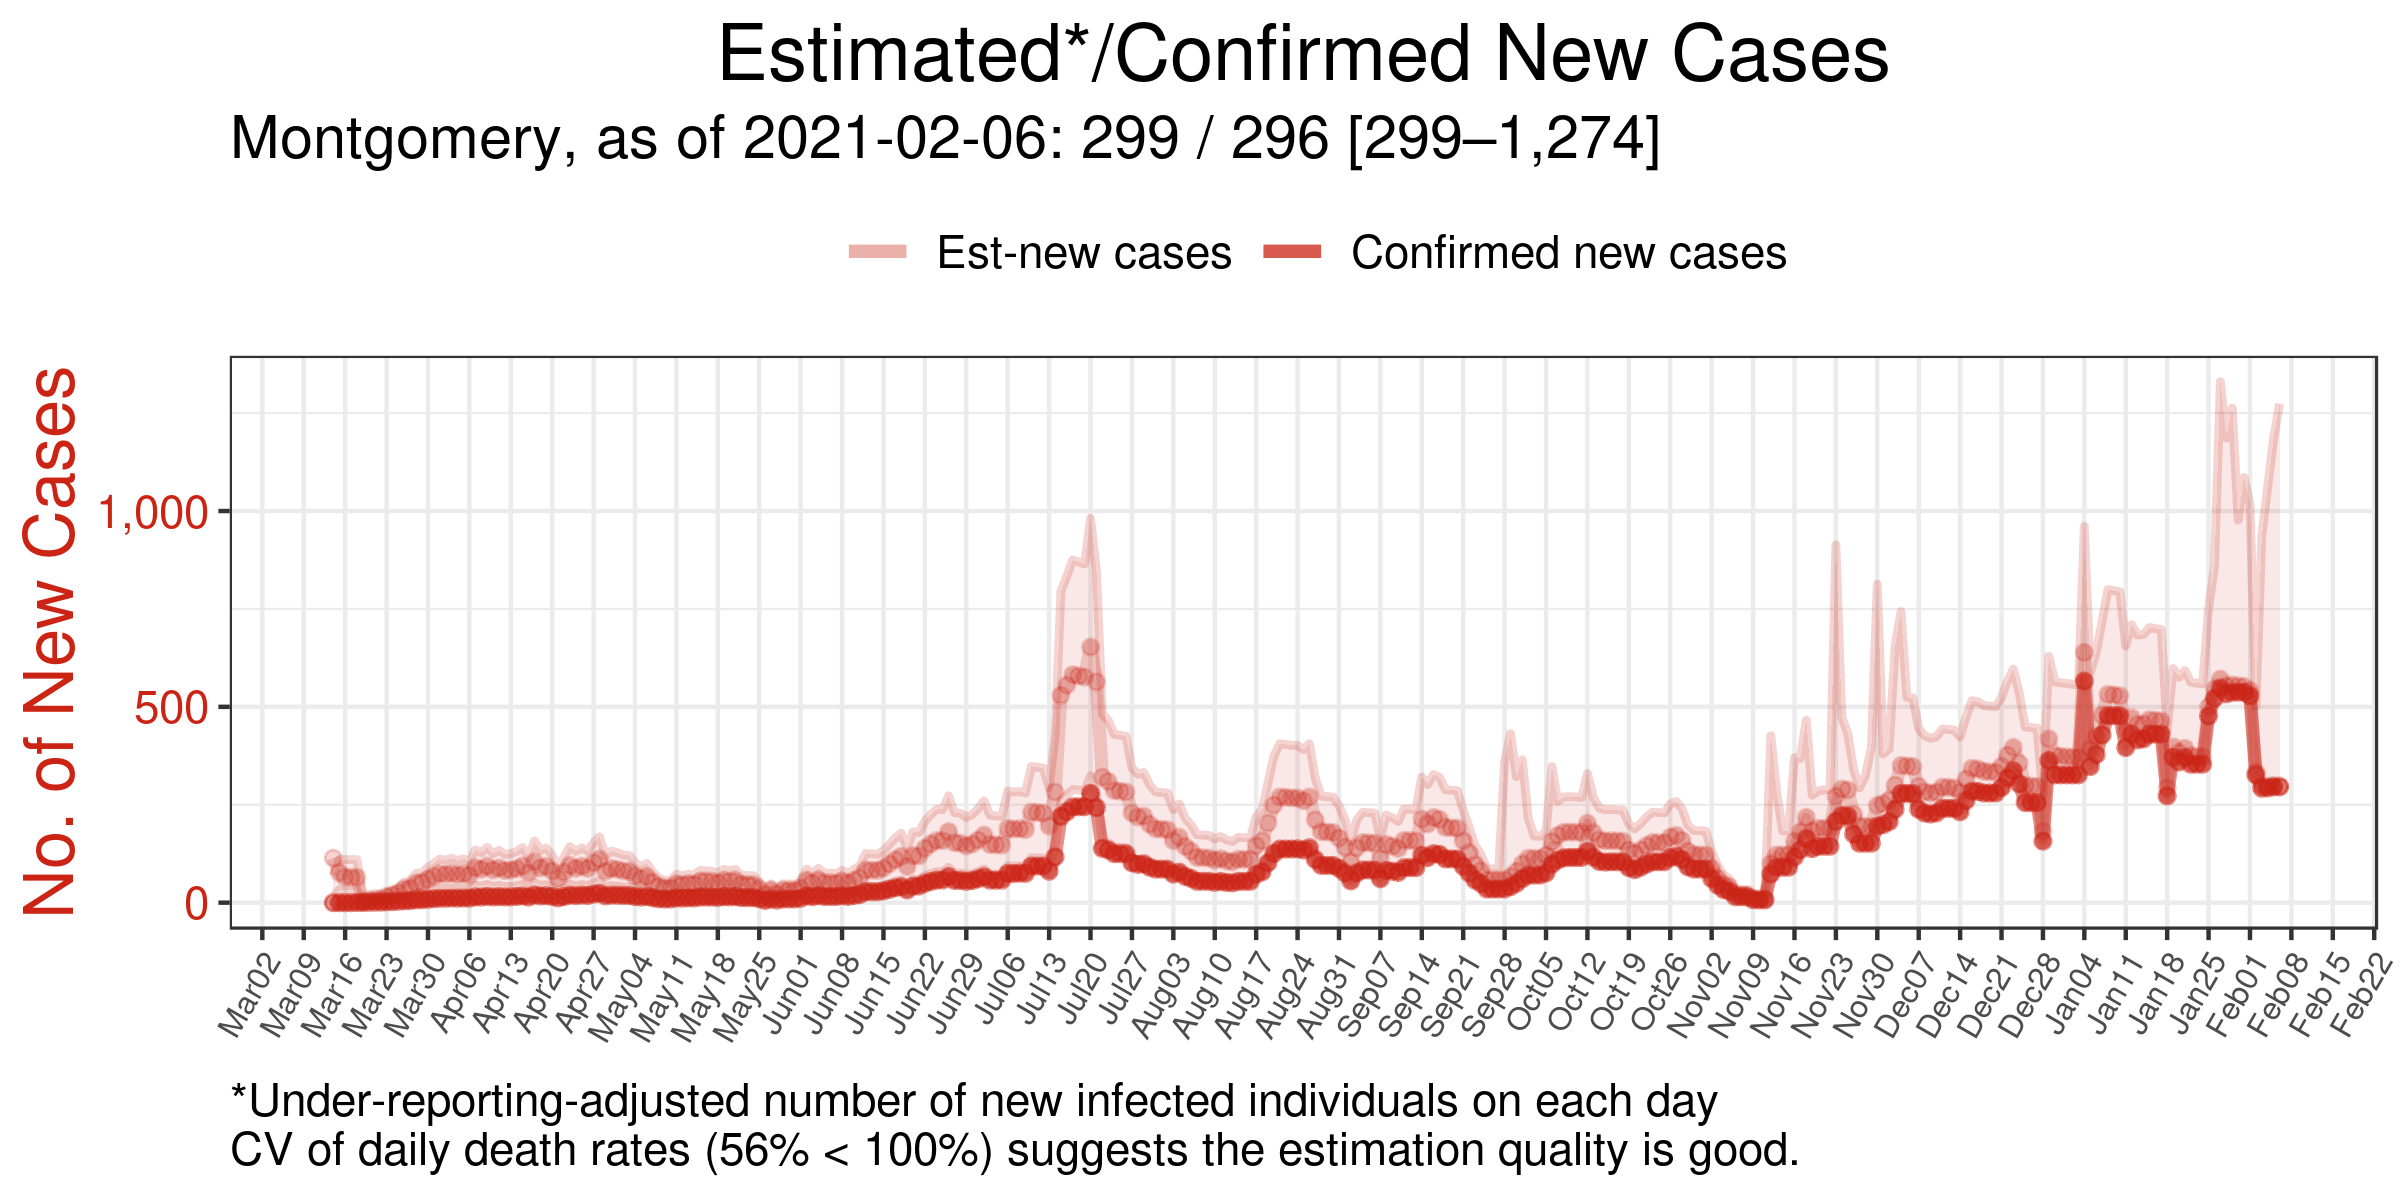 Estimated*/Confirmed New Cases
Montgomery, as of 2021-02-06: 299 / 296 [299–1,274]
Est-new cases
Confirmed new cases
No. of New Cases
1,000
500
0
Mar02
Mar09
Mar16
Mar23
Mar30
Apr06
Apr13
Apr20
Apr27
May04
May11
May18
May25
Jun01
Jun08
Jun15
Jun22
Jun29
Jul06
Jul13
Jul20
Jul27
Aug03
Aug10
Aug17
Aug24
Aug31
Sep07
Sep14
Sep21
Sep28
Oct05
Oct12
Oct19
Oct26
Nov02
Nov09
Nov16
Nov23
Nov30
Dec07
Dec14
Dec21
Dec28
Jan04
Jan11
Jan18
Jan25
Feb01
Feb08
Feb15
Feb22
*Under-reporting-adjusted number of new infected individuals on each day
CV of daily death rates (56% < 100%) suggests the estimation quality is good.